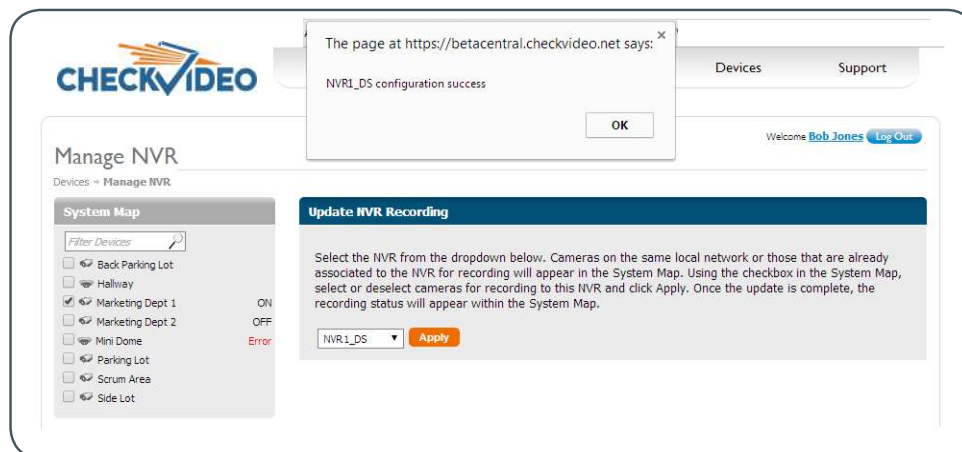 The page at https://betacentral.checkvideo.net says: ×
NVR1_DS configuration success
OK
CHECKVIDEO
Devices Support
Welcome Bob Jones Log Out
Manage NVR
Devices → Manage NVR
System Map
Filter Devices
Back Parking Lot
Hallway
Marketing Dept 1 ON
Marketing Dept 2 OFF
Mini Dome Error
Parking Lot
Scrum Area
Side Lot
Update NVR Recording
Select the NVR from the dropdown below. Cameras on the same local network or those that are already
associated to the NVR for recording will appear in the System Map. Using the checkbox in the System Map,
select or deselect cameras for recording to this NVR and click Apply. Once the update is complete, the
recording status will appear within the System Map.
NVR1_DS Apply